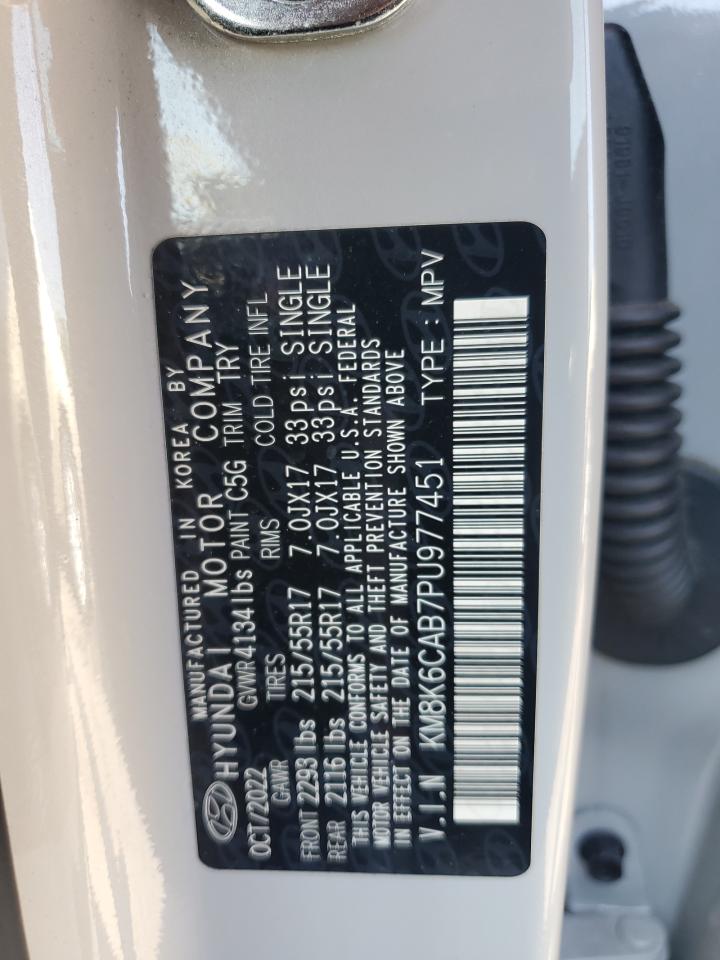 MANUFACTURED IN KOREA BY
HYUNDAI MOTOR COMPANY
OCT/2022 GVWR 4134 lbs PAINT C5G TRIM TRY
GAWR TIRES RIMS COLD TIRE INFL
FRONT 2293 lbs 215/55R17 7.0JX17 33psi SINGLE
REAR 2116 lbs 215/55R17 7.0JX17 33psi SINGLE
THIS VEHICLE CONFORMS TO ALL APPLICABLE U.S.A. FEDERAL
MOTOR VEHICLE SAFETY AND THEFT PREVENTION STANDARDS
IN EFFECT ON THE DATE OF MANUFACTURE SHOWN ABOVE
V.I.N KM8K6CAB7PU977451 TYPE : MPV